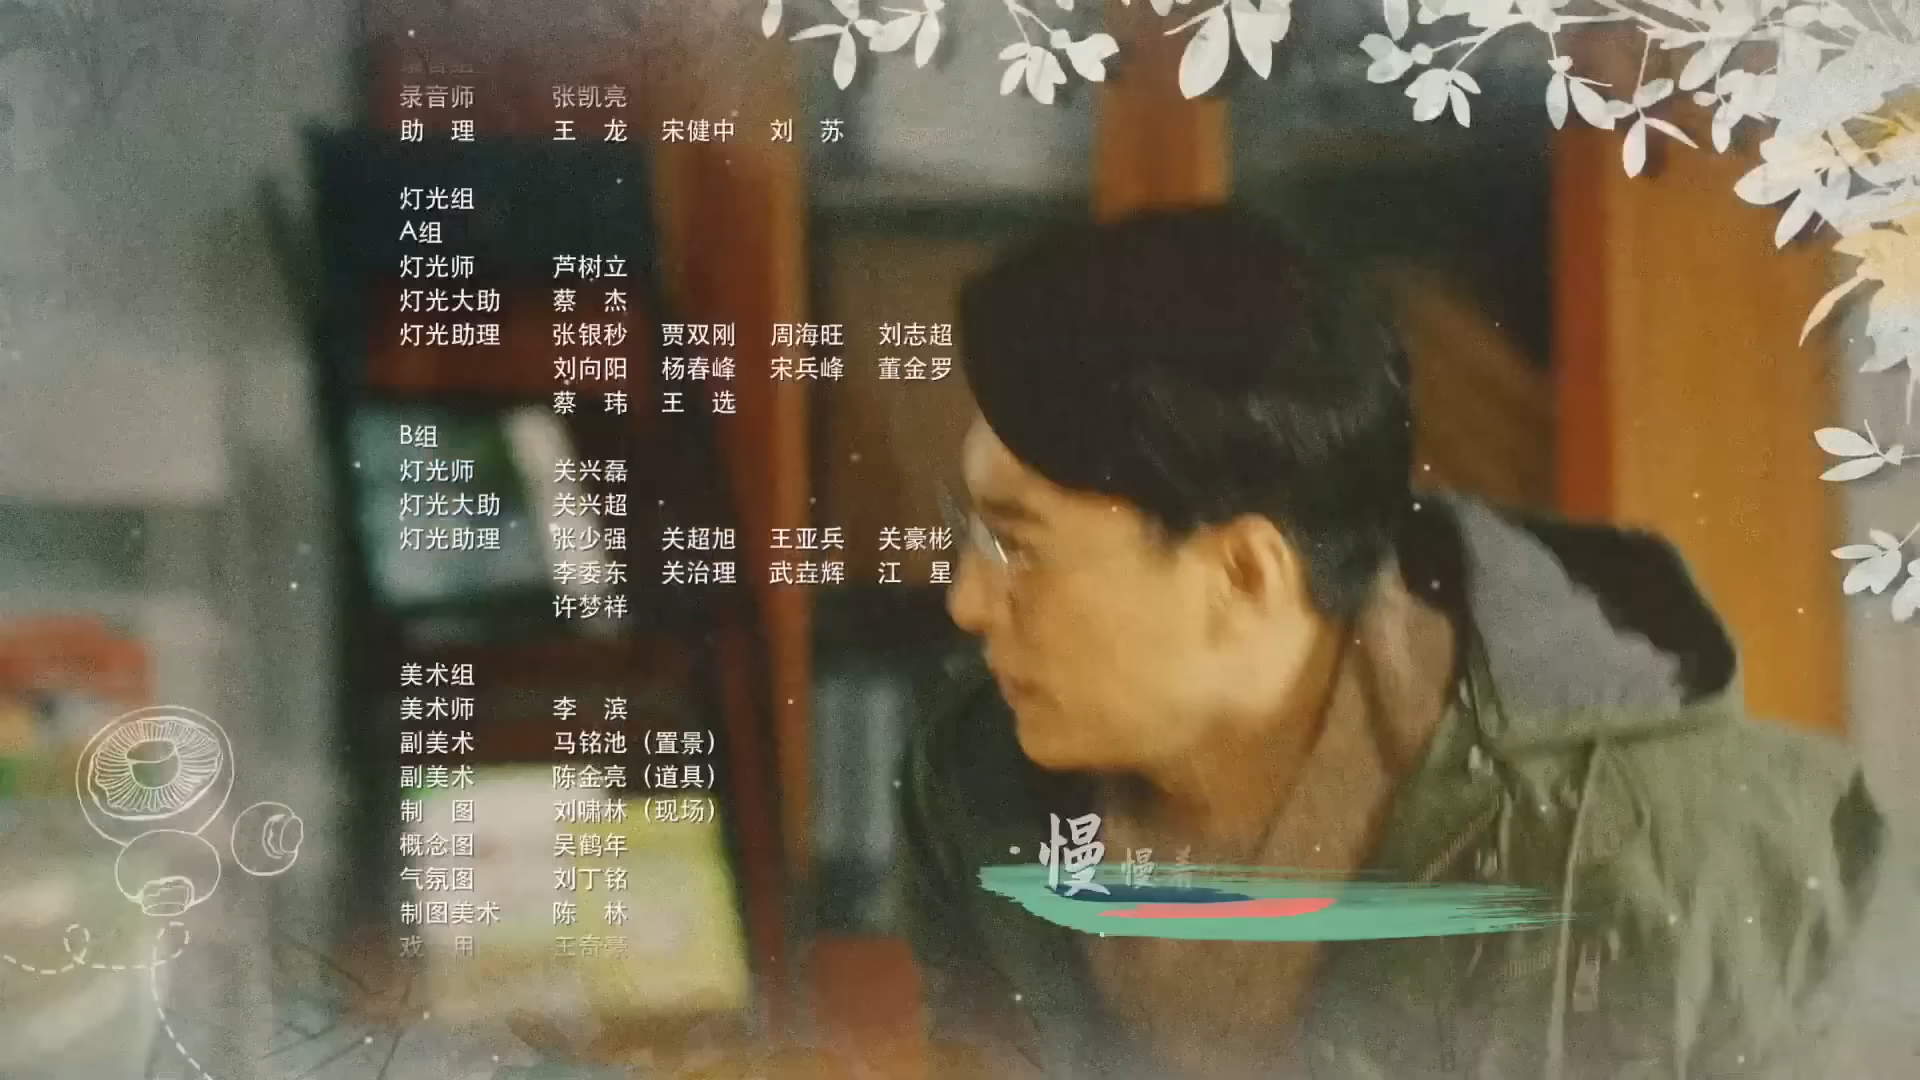 录音师 张凯亮
助 理 王 龙 宋健中 刘 苏
灯光组
A组
灯光师 芦树立
灯光大助 蔡 杰
灯光助理 张银秒 贾双刚 周海旺 刘志超
刘向阳 杨春峰 宋兵峰 董金罗
蔡 玮 王 选
B组
灯光师 关兴磊
灯光大助 关兴超
灯光助理 张少强 关超旭 王亚兵 关豪彬
李委东 关治理 武垚辉 江 星
许梦祥
美术组
美术师 李 滨
副美术 马铭池（置景）
副美术 陈金亮（道具）
制 图 刘啸林（现场）
概念图 吴鹤年
气氛图 刘丁铭
制图美术 陈 林
戏 用 王奇豪
慢 慢着